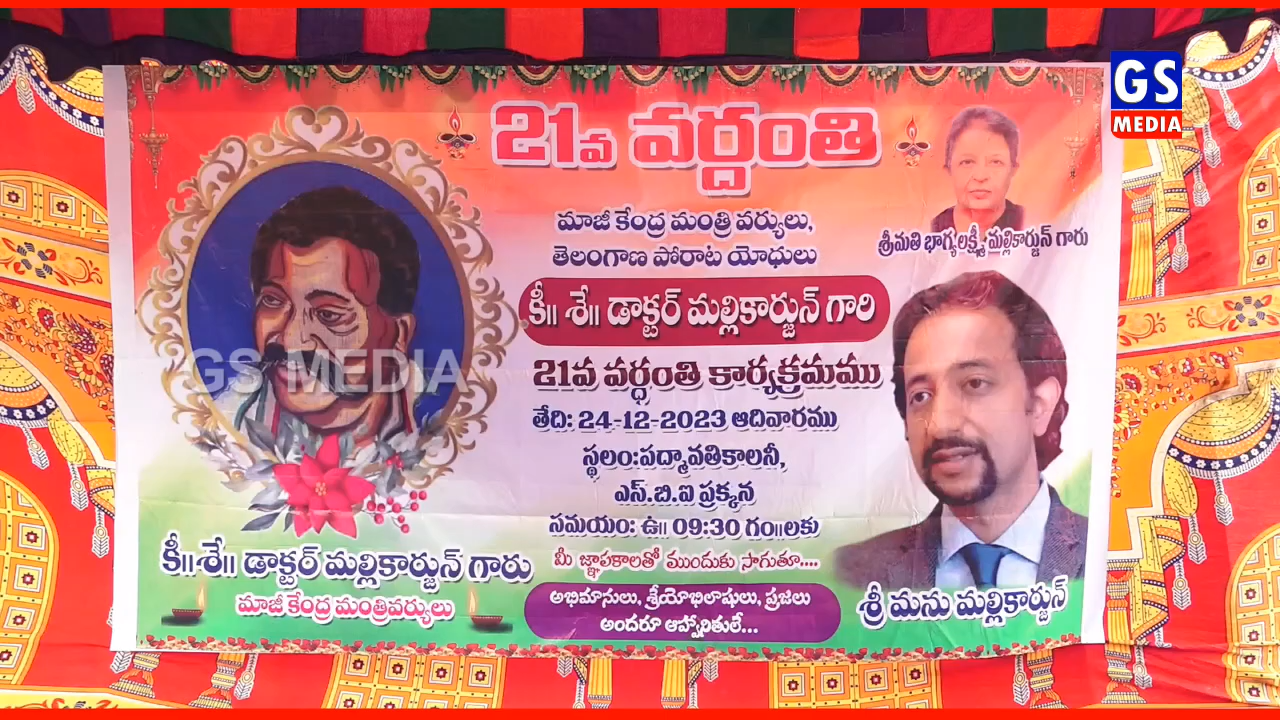 GS
MEDIA
21వ వర్దంతి
శ్రీమతి భాగ్యలక్ష్మీ మల్లికార్జున్ గారు
మాజీ కేంద్ర మంత్రి వర్యులు,
తెలంగాణ పోరాట యోధులు
కీ॥ శే॥ డాక్టర్ మల్లికార్జున్ గారి
21వ వర్ధంతి కార్యక్రమము
తేది: 24-12-2023 ఆదివారము
స్థలం:పద్మావతికాలనీ,
ఎస్.బి.ఐ ప్రక్కన
సమయం: ఉ॥ 09:30 గం॥లకు
మీ జ్ఞాపకాలతో ముందుకు సాగుతూ....
అభిమానులు, శ్రేయోభిలాషులు, ప్రజలు
అందరూ ఆహ్వానితులే...
GS MEDIA
కీ॥శే॥ డాక్టర్ మల్లికార్జున్ గారు
మాజీ కేంద్ర మంత్రివర్యులు
శ్రీ మను మల్లికార్జున్